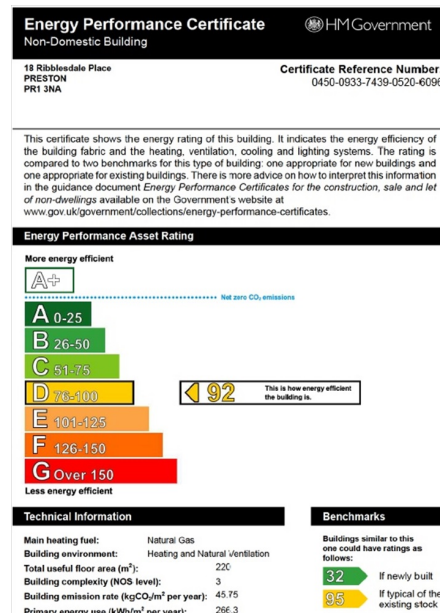 Energy Performance Certificate
HM Government
Non-Domestic Building
18 Ribblesdale Place
PRESTON
PR1 3NA
Certificate Reference Number:
0450-0933-7439-0520-6096
This certificate shows the energy rating of this building. It indicates the energy efficiency of
the building fabric and the heating, ventilation, cooling and lighting systems. The rating is
compared to two benchmarks for this type of building: one appropriate for new buildings and
one appropriate for existing buildings. There is more advice on how to interpret this information
in the guidance document Energy Performance Certificates for the construction, sale and let
of non-dwellings available on the Government's website at
www.gov.uk/government/collections/energy-performance-certificates.
Energy Performance Asset Rating
More energy efficient
A+
Net zero CO₂ emissions
A 0-25
B 26-50
C 51-75
D 76-100
92
This is how energy efficient
the building is.
E 101-125
F 126-150
G Over 150
Less energy efficient
Technical Information
Main heating fuel: Natural Gas
Building environment: Heating and Natural Ventilation
Total useful floor area (m²): 220
Building complexity (NOS level): 3
Building emission rate (kgCO₂/m² per year): 45.75
Primary energy use (kWh/m² per year): 266.3
Benchmarks
Buildings similar to this
one could have ratings as
follows:
32 If newly built
95 If typical of the
existing stock